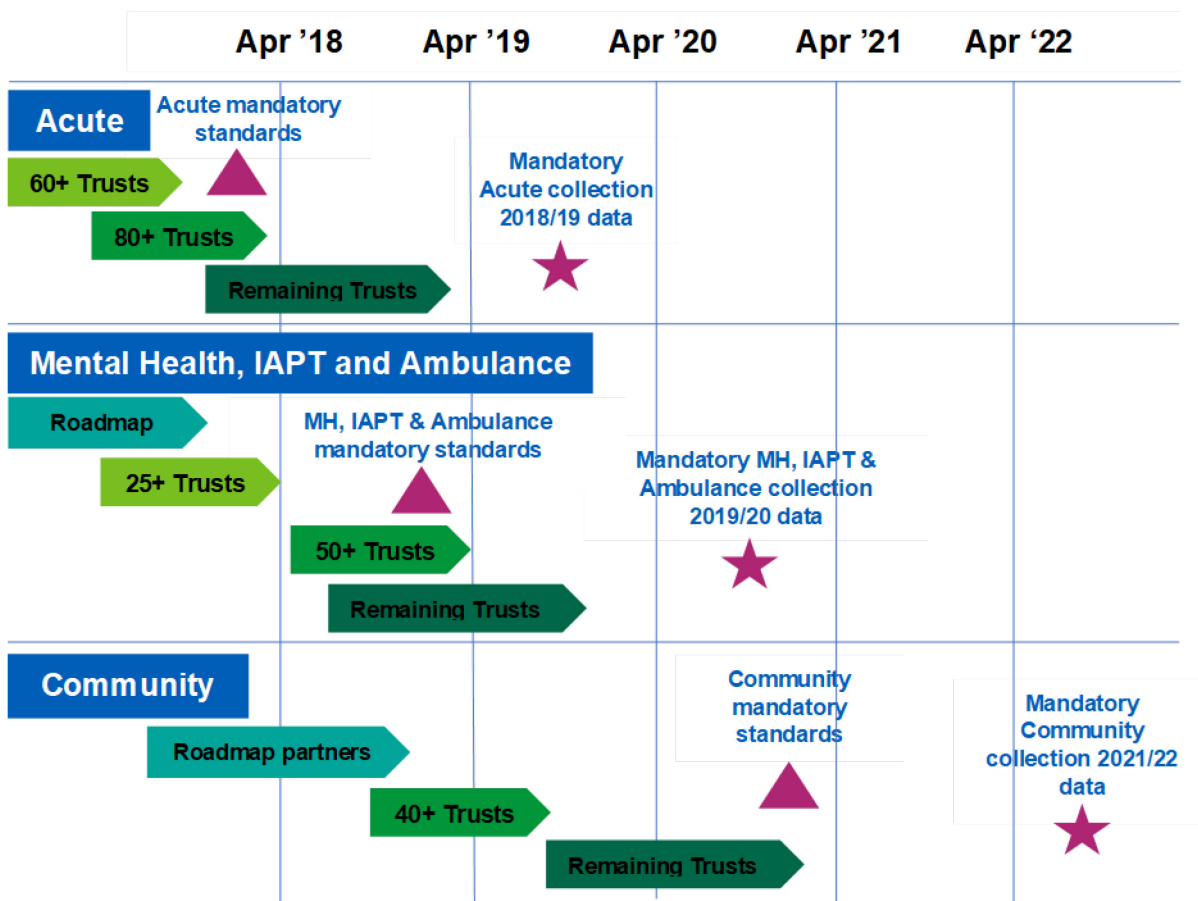 Apr ’18 Apr ’19 Apr ’20 Apr ’21 Apr ‘22
Acute
Acute mandatory
standards
60+ Trusts
80+ Trusts
Remaining Trusts
Mandatory
Acute collection
2018/19 data
Mental Health, IAPT and Ambulance
Roadmap
25+ Trusts
MH, IAPT & Ambulance
mandatory standards
50+ Trusts
Remaining Trusts
Mandatory MH, IAPT &
Ambulance collection
2019/20 data
Community
Roadmap partners
40+ Trusts
Remaining Trusts
Community
mandatory
standards
Mandatory
Community
collection 2021/22
data